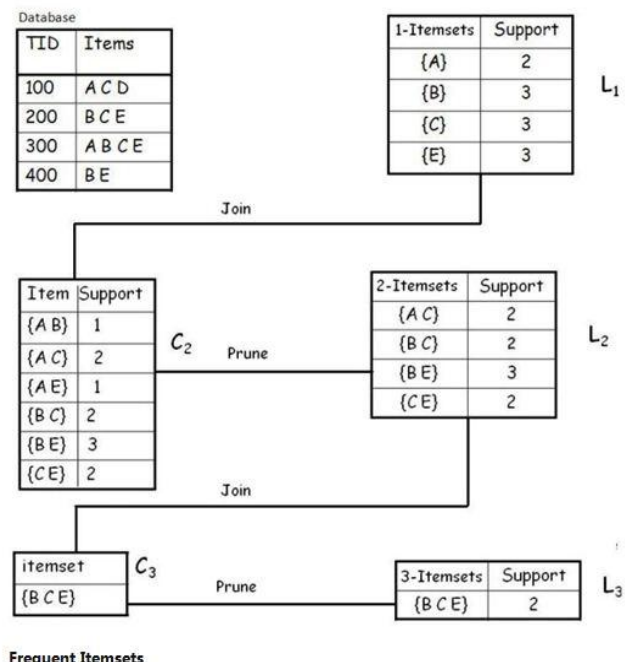 Database
TID Items
100 A C D
200 B C E
300 A B C E
400 B E
1-Itemsets Support
{A} 2
{B} 3
{C} 3
{E} 3
L1
Join
Item Support
{A B} 1
{A C} 2
{A E} 1
{B C} 2
{B E} 3
{C E} 2
C2
Prune
2-Itemsets Support
{A C} 2
{B C} 2
{B E} 3
{C E} 2
L2
Join
itemset
{B C E}
C3
Prune
3-Itemsets Support
{B C E} 2
L3
Frequent Itemsets